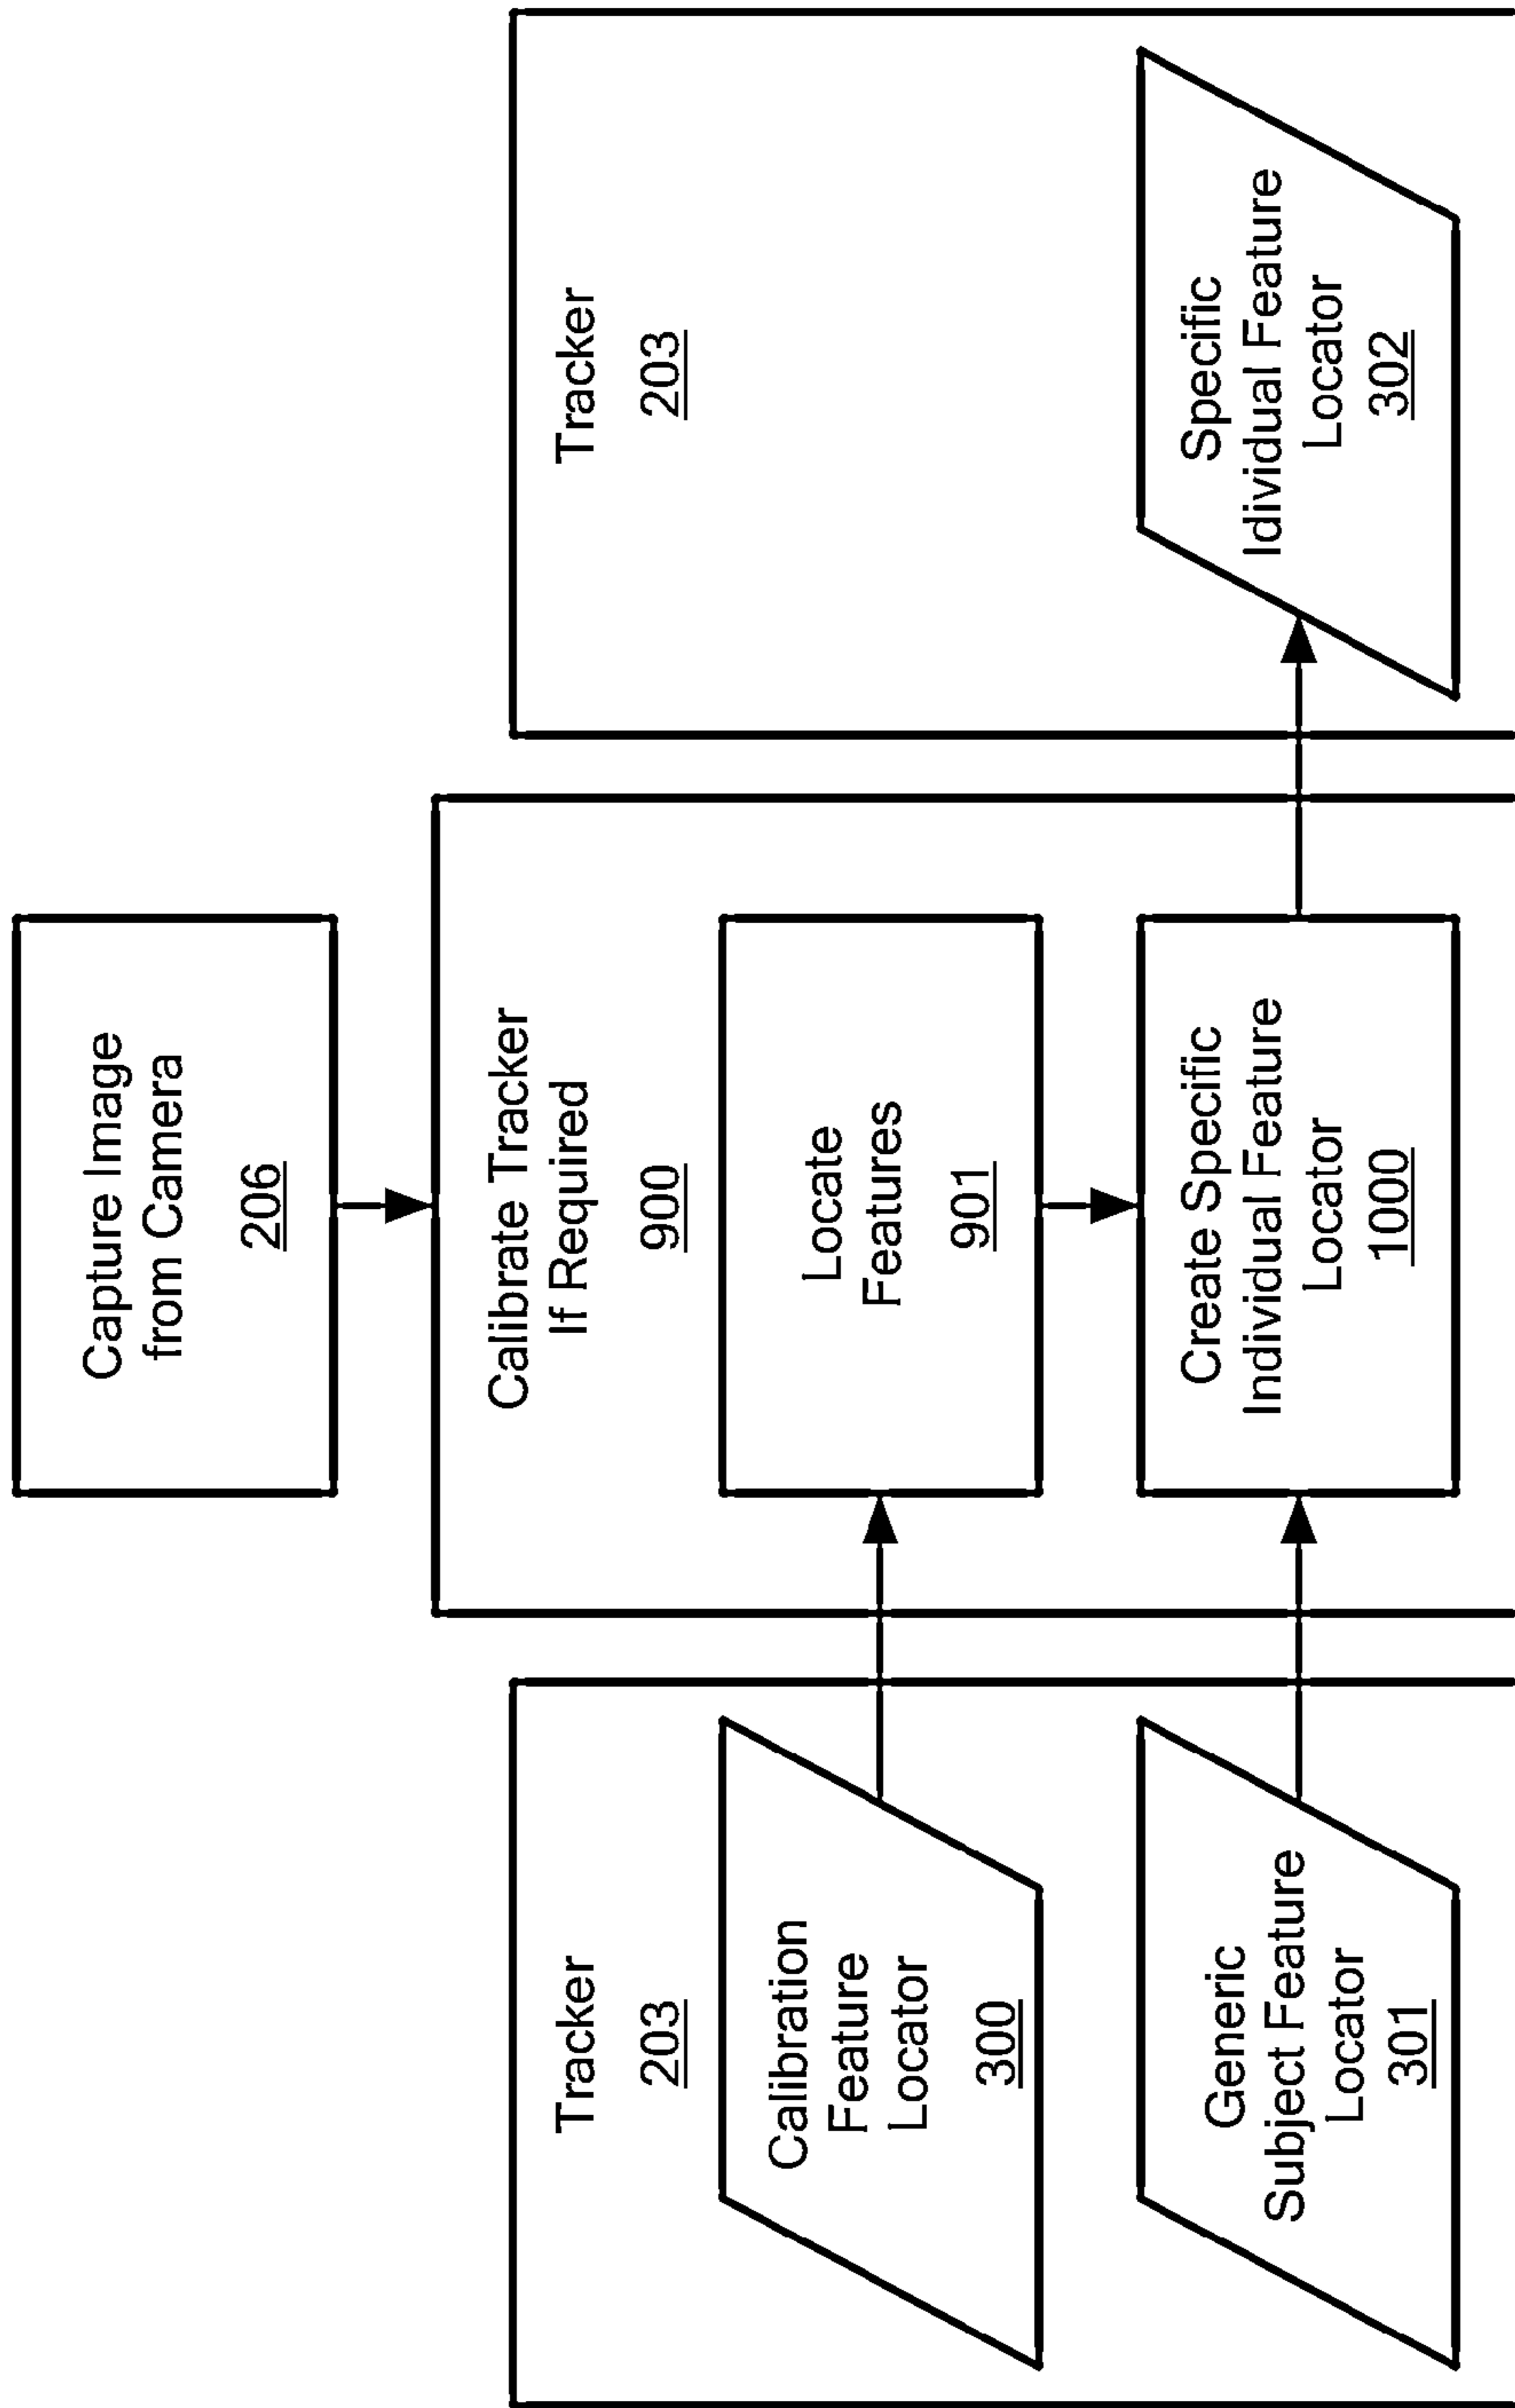 Capture Image
from Camera
206
Tracker
203
Calibration
Feature
Locator
300
Generic
Subject Feature
Locator
301
Calibrate Tracker
If Required
900
Locate
Features
901
Create Specific
Individual Feature
Locator
1000
Tracker
203
Specific
Idividual Feature
Locator
302